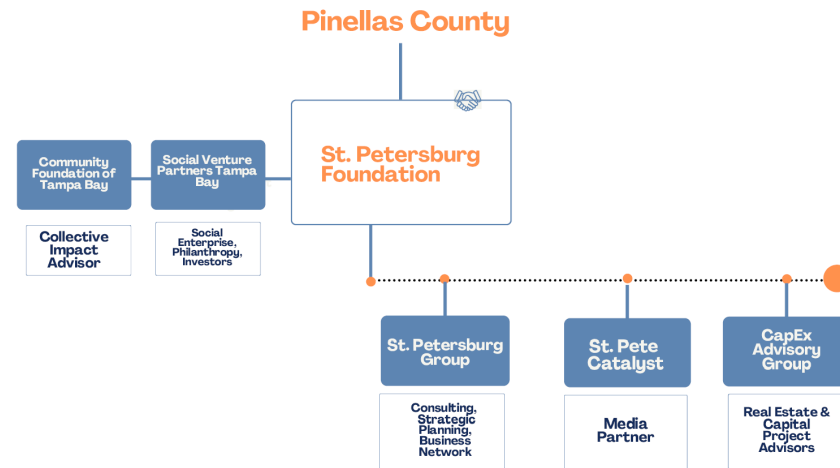 Pinellas County
St. Petersburg
Foundation
Community
Foundation of
Tampa Bay
Social Venture
Partners Tampa
Bay
Collective
Impact
Advisor
Social
Enterprise,
Philanthropy,
Investors
St. Petersburg
Group
St. Pete
Catalyst
CapEx
Advisory
Group
Consulting,
Strategic
Planning,
Business
Network
Media
Partner
Real Estate &
Capital
Project
Advisors